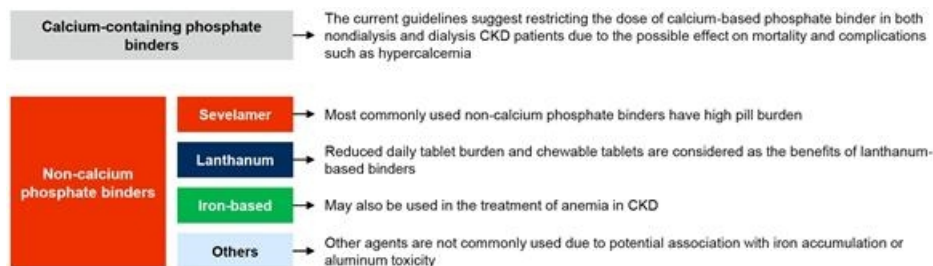 Calcium-containing phosphate
binders
The current guidelines suggest restricting the dose of calcium-based phosphate binder in both
nondialysis and dialysis CKD patients due to the possible effect on mortality and complications
such as hypercalcemia
Non-calcium
phosphate binders
Sevelamer
Most commonly used non-calcium phosphate binders have high pill burden
Lanthanum
Reduced daily tablet burden and chewable tablets are considered as the benefits of lanthanum-
based binders
Iron-based
May also be used in the treatment of anemia in CKD
Others
Other agents are not commonly used due to potential association with iron accumulation or
aluminum toxicity